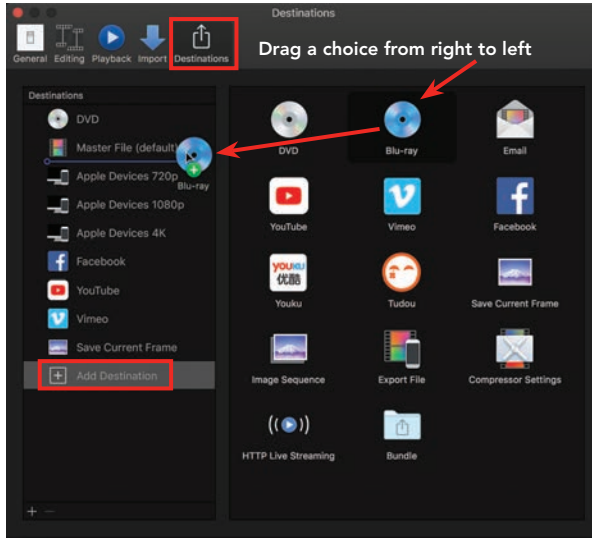 Destinations
General Editing Playback Import Destinations
Drag a choice from right to left
Destinations
DVD
Master File (default)
Blu-ray
Apple Devices 720p
Apple Devices 1080p
Apple Devices 4K
Facebook
YouTube
Vimeo
Save Current Frame
Add Destination
DVD Blu-ray Email
YouTube Vimeo Facebook
YOUKU
优酷
Youku Tudou Save Current Frame
Image Sequence Export File Compressor Settings
HTTP Live Streaming Bundle